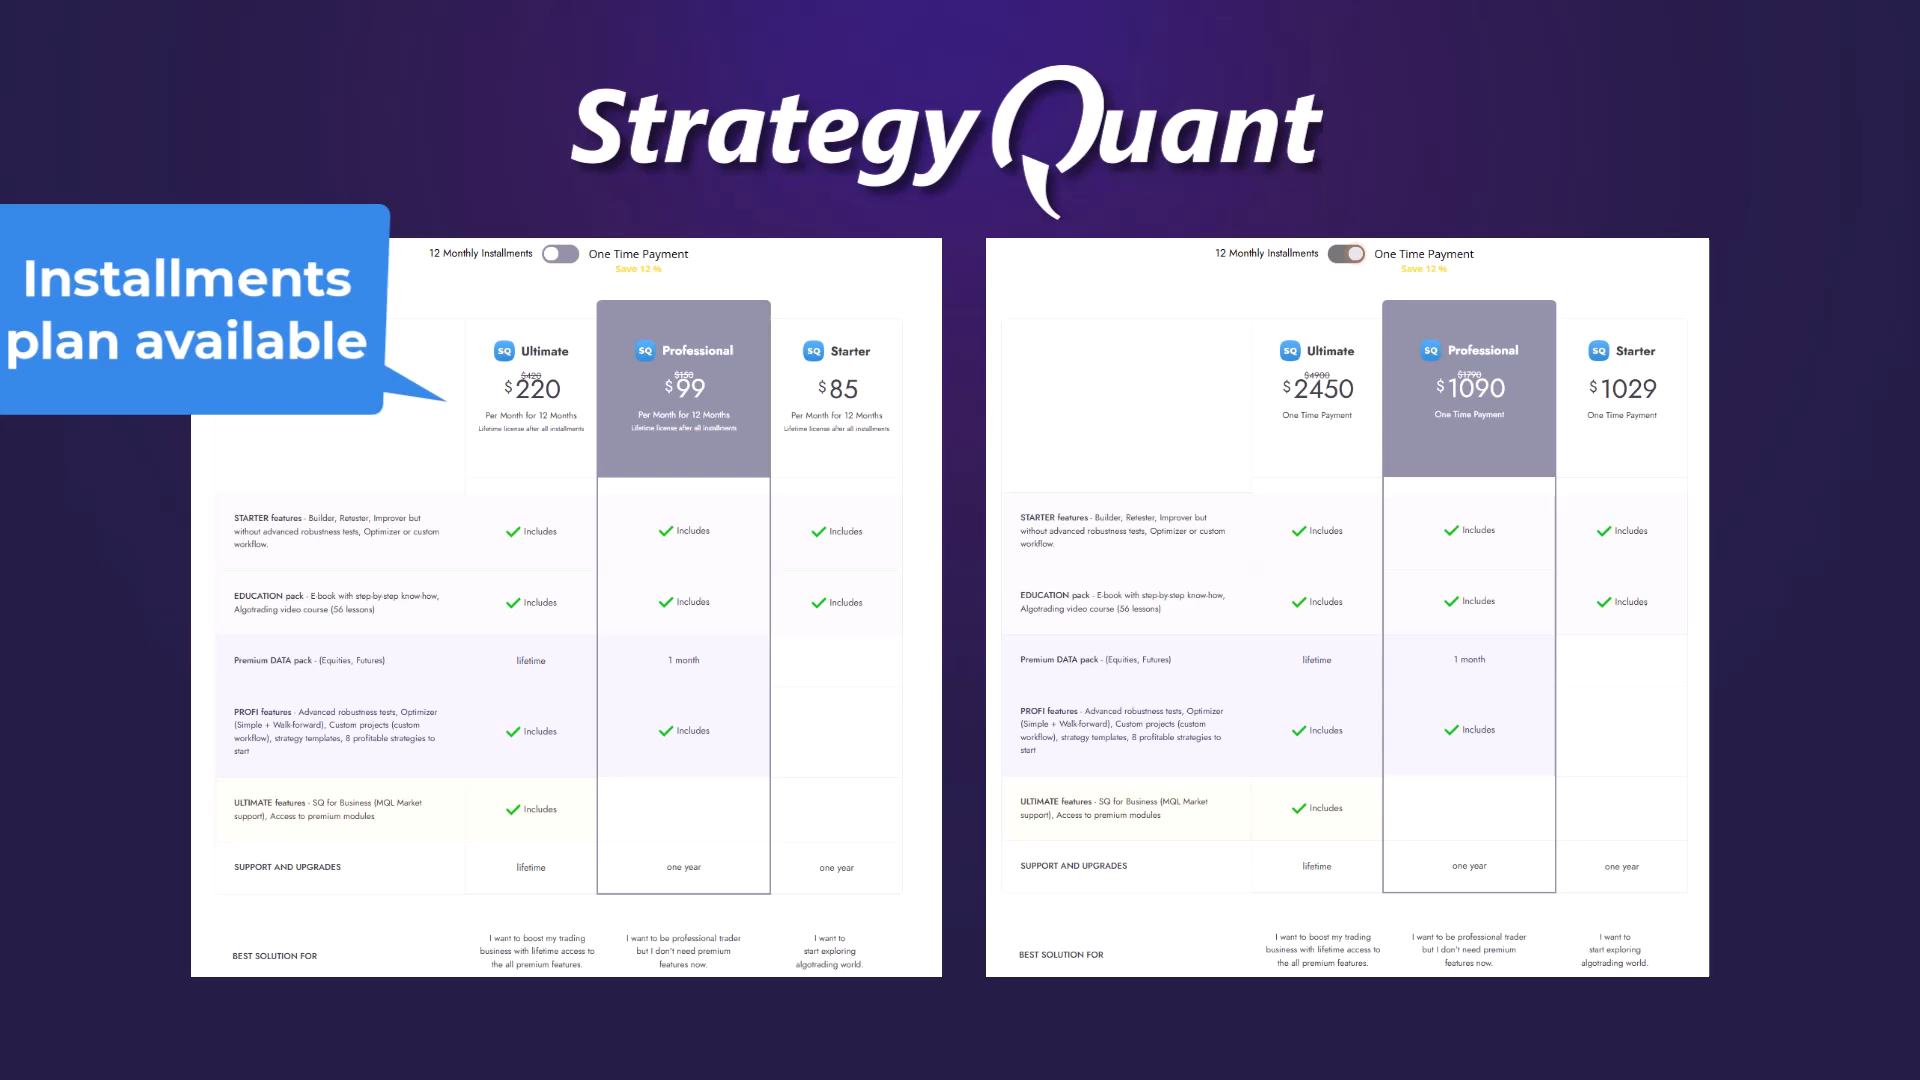 StrategyQuant
Installments
plan available
12 Monthly Installments
One Time Payment
Save 12 %
SQ Ultimate
$420
$220
Per Month for 12 Months
Lifetime license after all installments
SQ Professional
$150
$99
Per Month for 12 Months
Lifetime license after all installments
SQ Starter
$85
Per Month for 12 Months
Lifetime license after all installments
STARTER features - Builder, Retester, Improver but
without advanced robustness tests, Optimizer or custom
workflow.
Includes
Includes
Includes
EDUCATION pack - E-book with step-by-step know-how,
Algotrading video course (56 lessons)
Includes
Includes
Includes
Premium DATA pack - (Equities, Futures)
lifetime
1 month
PROFI features - Advanced robustness tests, Optimizer
(Simple + Walk-forward), Custom projects (custom
workflow), strategy templates, 8 profitable strategies to
start
Includes
Includes
ULTIMATE features - SQ for Business (MQL Market
support), Access to premium modules
Includes
SUPPORT AND UPGRADES
lifetime
one year
one year
BEST SOLUTION FOR
I want to boost my trading
business with lifetime access to
the all premium features.
I want to be professional trader
but I don't need premium
features now.
I want to
start exploring
algotrading world.
12 Monthly Installments
One Time Payment
Save 12 %
SQ Ultimate
$4900
$2450
One Time Payment
SQ Professional
$1790
$1090
One Time Payment
SQ Starter
$1029
One Time Payment
STARTER features - Builder, Retester, Improver but
without advanced robustness tests, Optimizer or custom
workflow.
Includes
Includes
Includes
EDUCATION pack - E-book with step-by-step know-how,
Algotrading video course (56 lessons)
Includes
Includes
Includes
Premium DATA pack - (Equities, Futures)
lifetime
1 month
PROFI features - Advanced robustness tests, Optimizer
(Simple + Walk-forward), Custom projects (custom
workflow), strategy templates, 8 profitable strategies to
start
Includes
Includes
ULTIMATE features - SQ for Business (MQL Market
support), Access to premium modules
Includes
SUPPORT AND UPGRADES
lifetime
one year
one year
BEST SOLUTION FOR
I want to boost my trading
business with lifetime access to
the all premium features.
I want to be professional trader
but I don't need premium
features now.
I want to
start exploring
algotrading world.